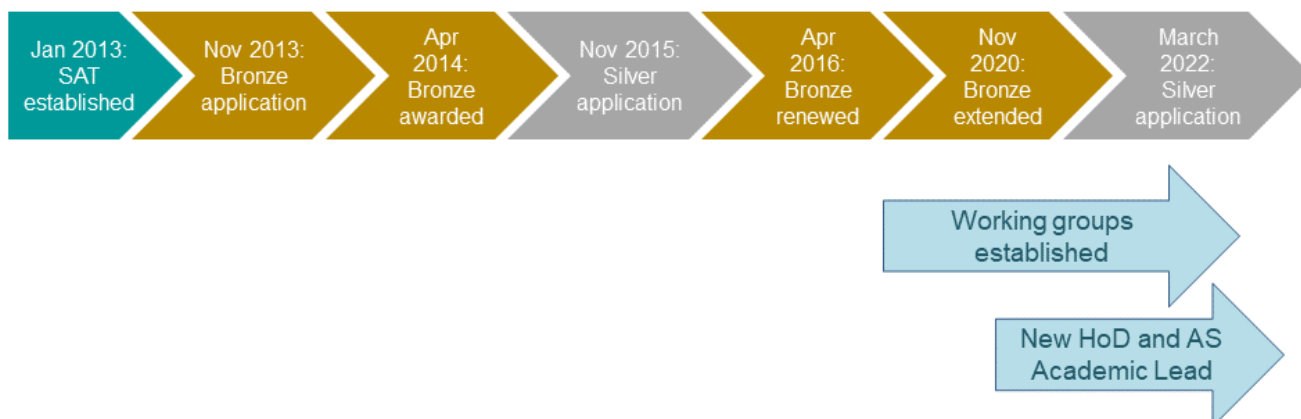 Jan 2013:
SAT
established
Nov 2013:
Bronze
application
Apr
2014:
Bronze
awarded
Nov 2015:
Silver
application
Apr
2016:
Bronze
renewed
Nov
2020:
Bronze
extended
March
2022:
Silver
application
Working groups
established
New HoD and AS
Academic Lead